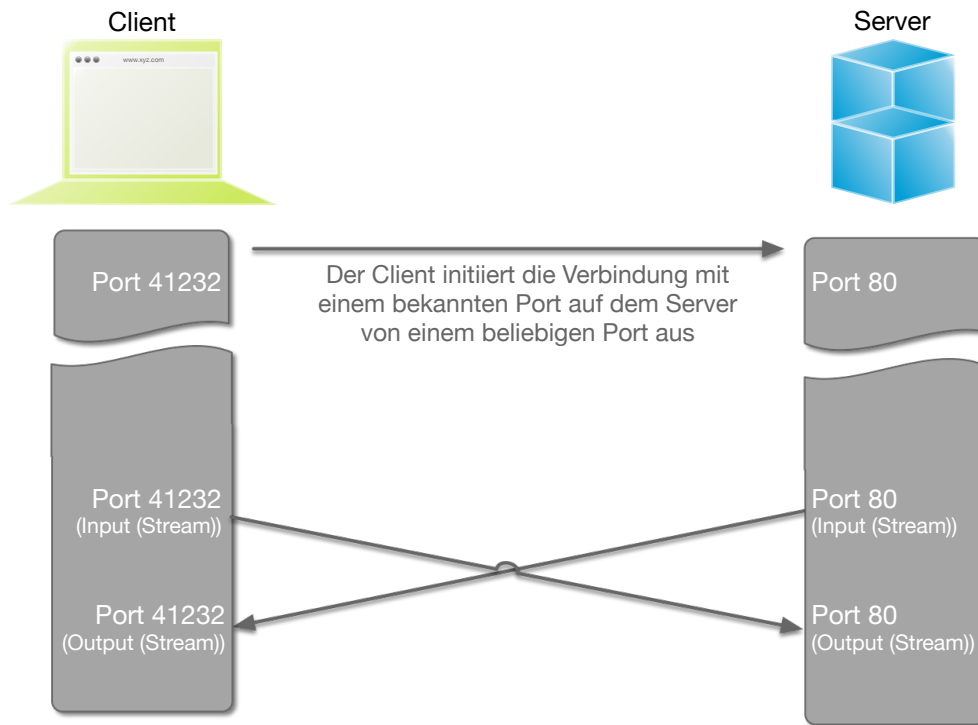 Client
Server
www.xyz.com
Port 41232
Der Client initiiert die Verbindung mit
einem bekannten Port auf dem Server
von einem beliebigen Port aus
Port 80
Port 41232
(Input (Stream))
Port 80
(Input (Stream))
Port 41232
(Output (Stream))
Port 80
(Output (Stream))